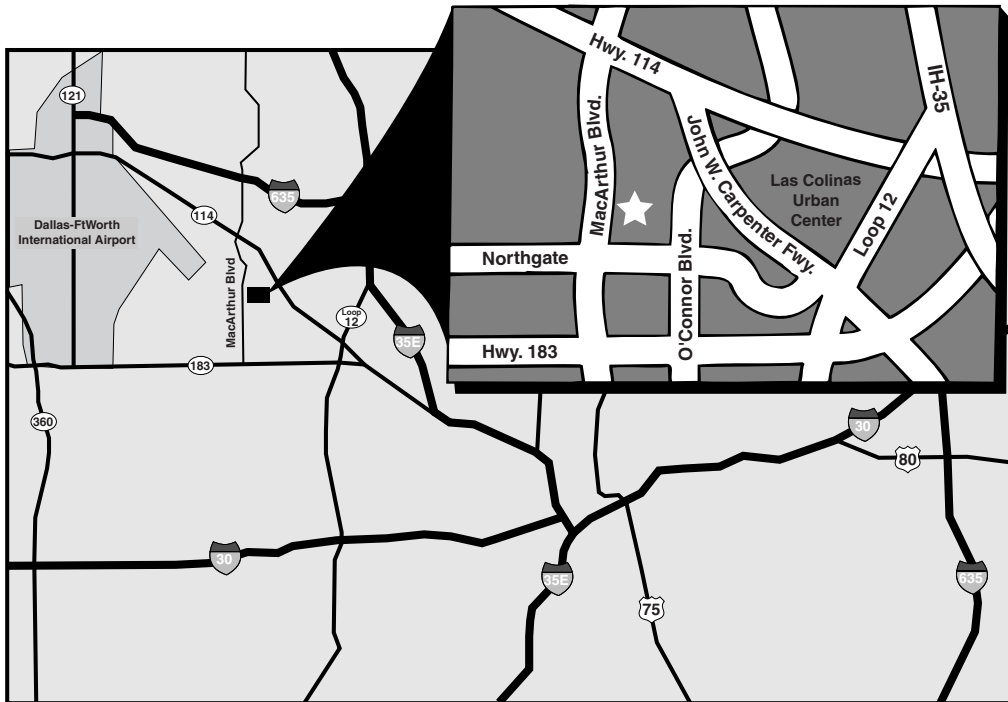 Hwy. 114
IH-35
MacArthur Blvd.
John W. Carpenter Fwy.
Las Colinas
Urban
Center
Loop 12
Northgate
O'Connor Blvd.
Hwy. 183
121
635
114
Dallas-FtWorth
International Airport
MacArthur Blvd
Loop
12
35E
183
360
30
80
30
35E
75
635